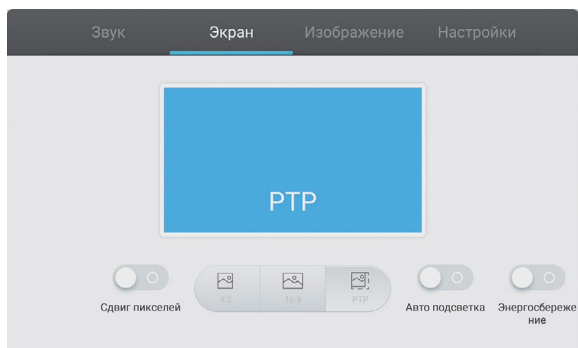 Звук Экран Изображение Настройки
PTP
4:3 16:9 PTP
Сдвиг пикселей Авто подсветка Энергосбереже
ние